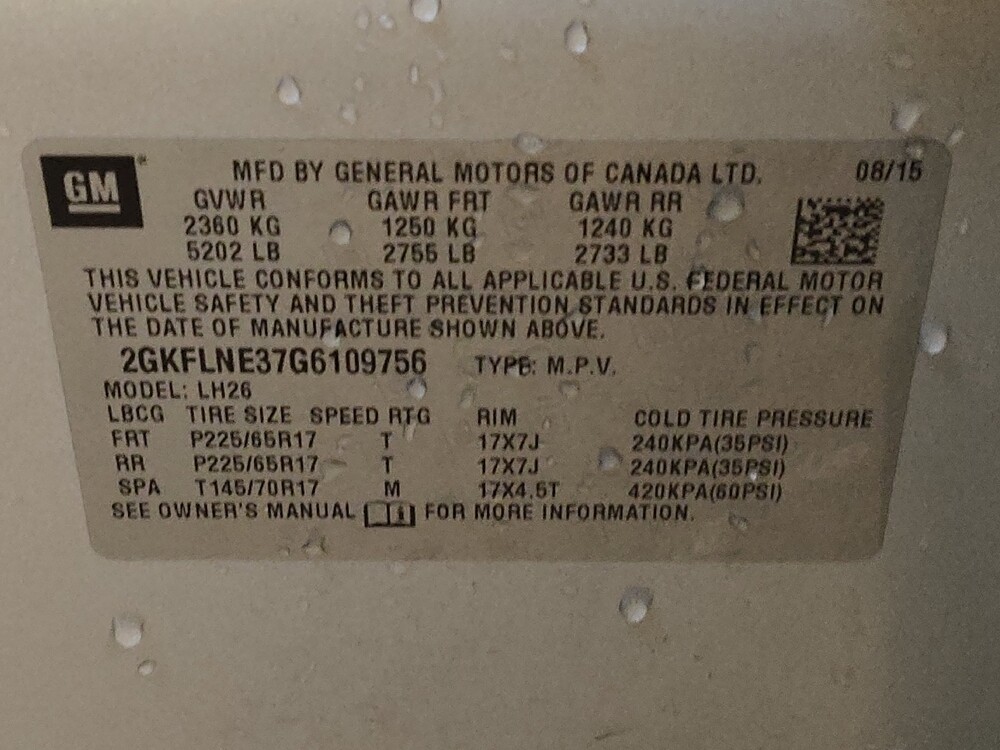 GM MFD BY GENERAL MOTORS OF CANADA LTD. 08/15
GVWR GAWR FRT GAWR RR
2360 KG 1250 KG 1240 KG
5202 LB 2755 LB 2733 LB
THIS VEHICLE CONFORMS TO ALL APPLICABLE U.S. FEDERAL MOTOR
VEHICLE SAFETY AND THEFT PREVENTION STANDARDS IN EFFECT ON
THE DATE OF MANUFACTURE SHOWN ABOVE.
2GKFLNE37G6109756 TYPE: M.P.V.
MODEL: LH26
LBCG TIRE SIZE SPEED RTG RIM COLD TIRE PRESSURE
FRT P225/65R17 T 17X7J 240KPA(35PSI)
RR P225/65R17 T 17X7J 240KPA(35PSI)
SPA T145/70R17 M 17X4.5T 420KPA(60PSI)
SEE OWNER'S MANUAL FOR MORE INFORMATION.